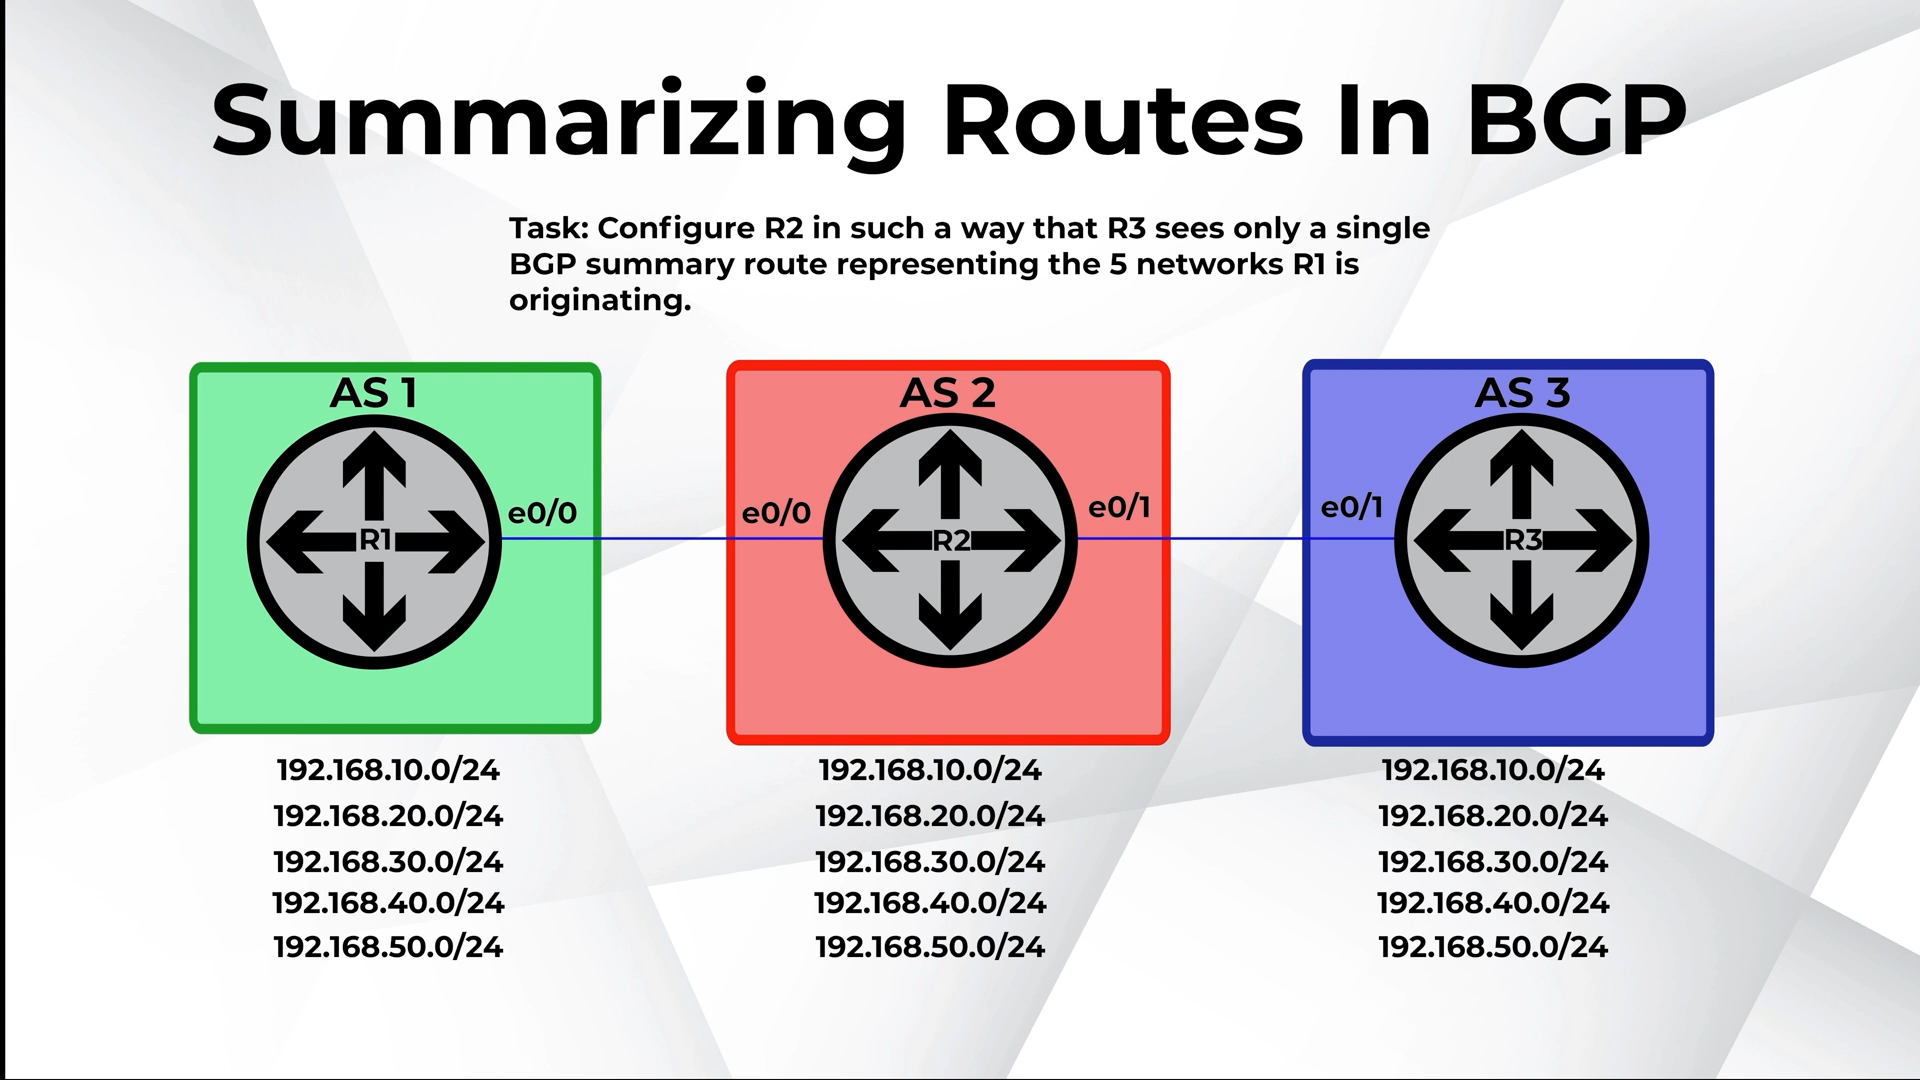 Summarizing Routes In BGP
Task: Configure R2 in such a way that R3 sees only a single
BGP summary route representing the 5 networks R1 is
originating.
AS 1
AS 2
AS 3
e0/0
e0/0
e0/1
e0/1
R1
R2
R3
192.168.10.0/24
192.168.20.0/24
192.168.30.0/24
192.168.40.0/24
192.168.50.0/24
192.168.10.0/24
192.168.20.0/24
192.168.30.0/24
192.168.40.0/24
192.168.50.0/24
192.168.10.0/24
192.168.20.0/24
192.168.30.0/24
192.168.40.0/24
192.168.50.0/24